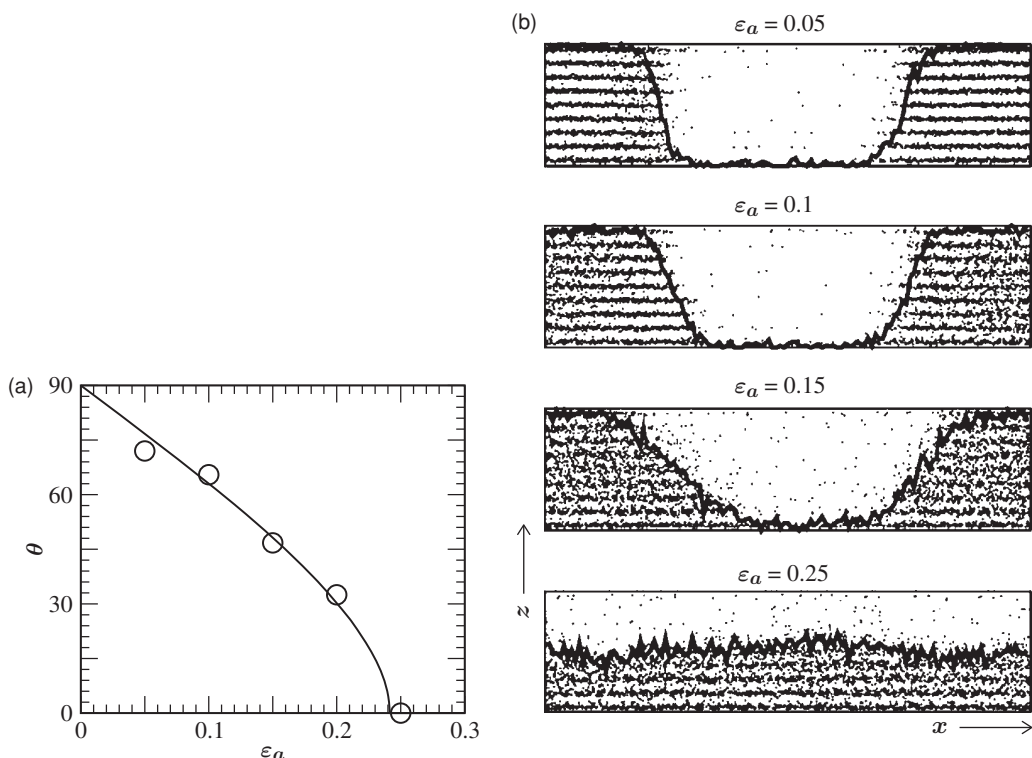 (a)
90
60
30
0
θ
0
0.1
0.2
0.3
εa
(b)
εa = 0.05
εa = 0.1
εa = 0.15
εa = 0.25
z
x